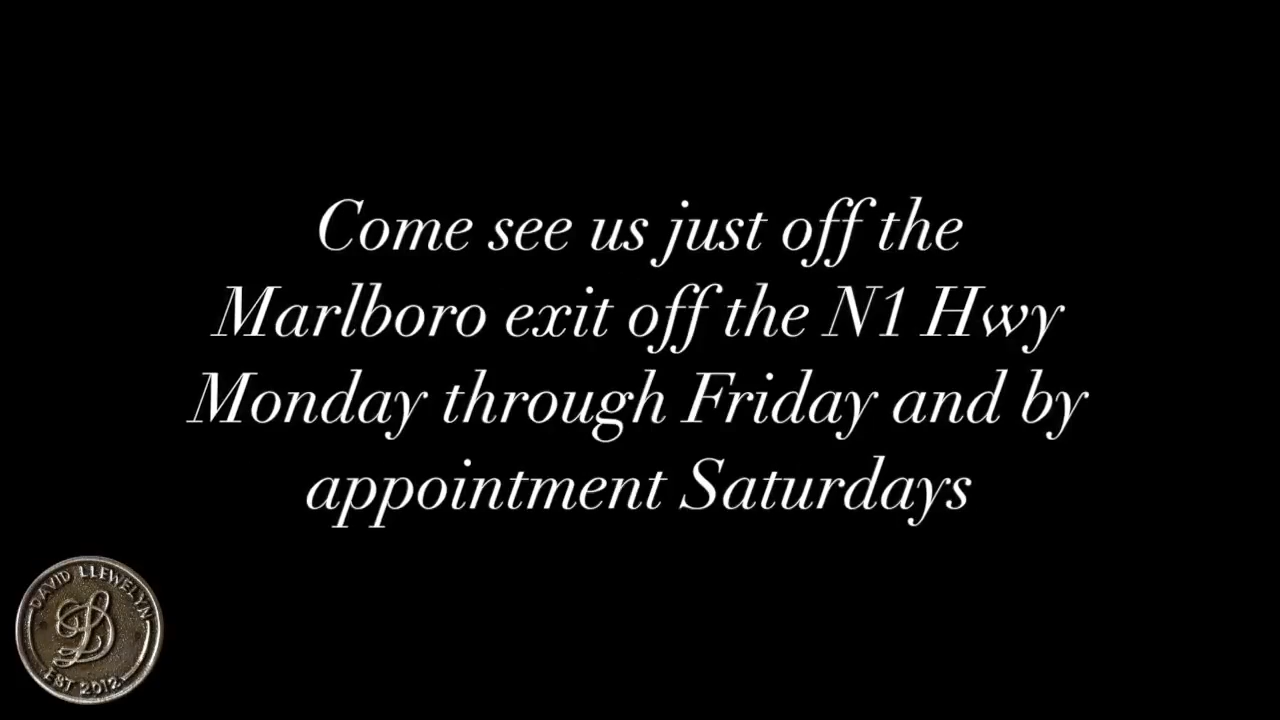 Come see us just off the
Marlboro exit off the N1 Hwy
Monday through Friday and by
appointment Saturdays
DAVID LLEWELYN
EST 2012